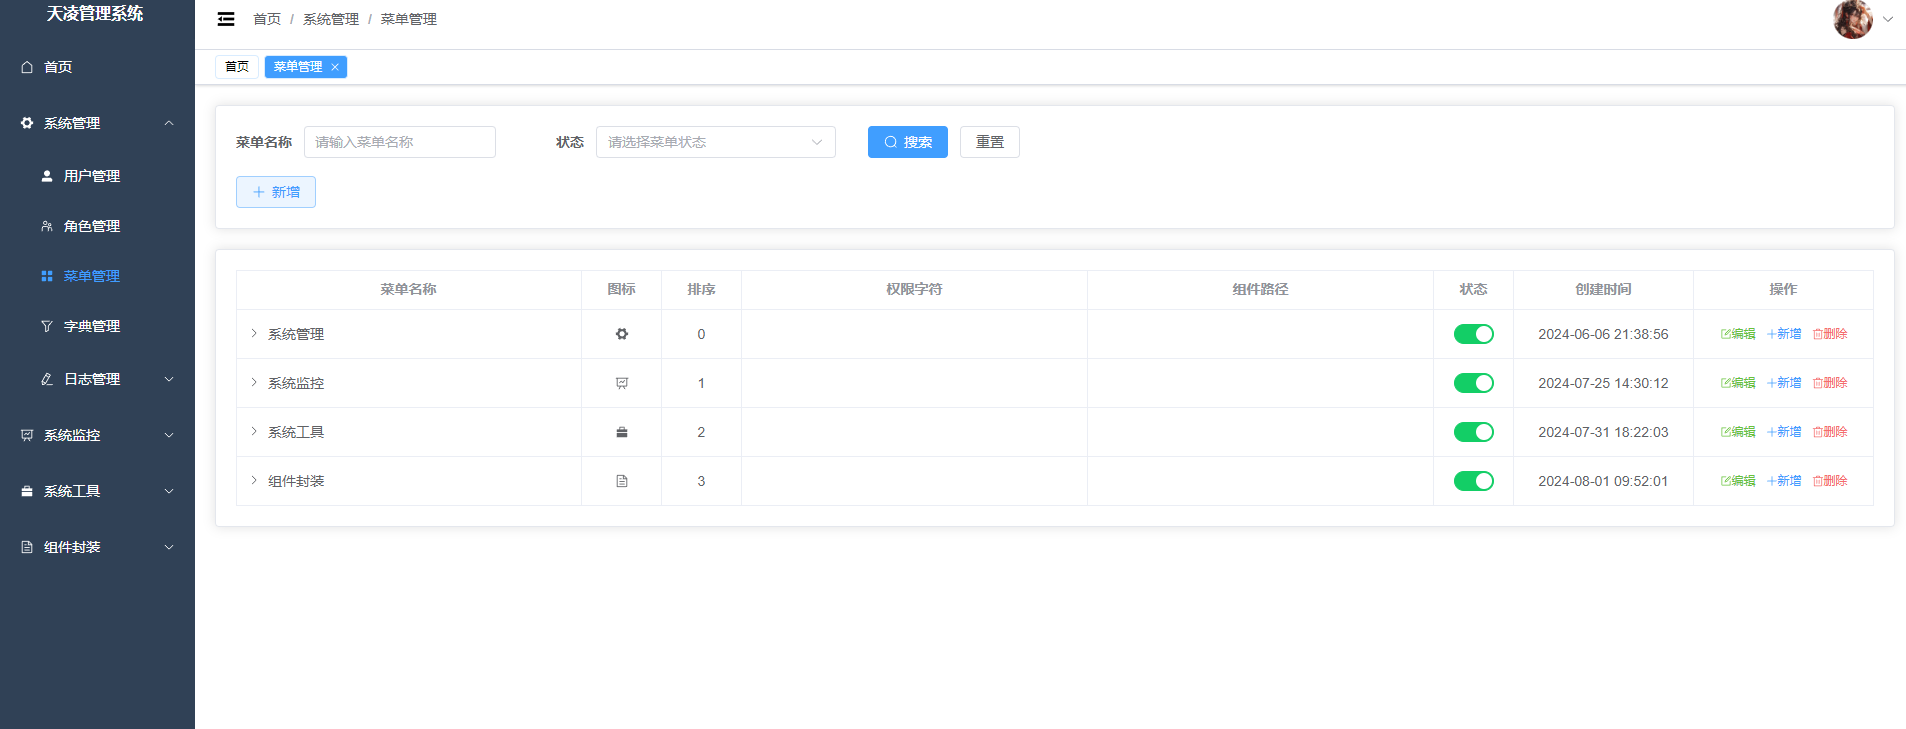 天凌管理系统
首页
系统管理
用户管理
角色管理
菜单管理
字典管理
日志管理
系统监控
系统工具
组件封装
首页 / 系统管理 / 菜单管理
首页 菜单管理
菜单名称 请输入菜单名称 状态 请选择菜单状态 搜索 重置
新增
菜单名称 图标 排序 权限字符 组件路径 状态 创建时间 操作
系统管理 0 2024-06-06 21:38:56 编辑 新增 删除
系统监控 1 2024-07-25 14:30:12 编辑 新增 删除
系统工具 2 2024-07-31 18:22:03 编辑 新增 删除
组件封装 3 2024-08-01 09:52:01 编辑 新增 删除